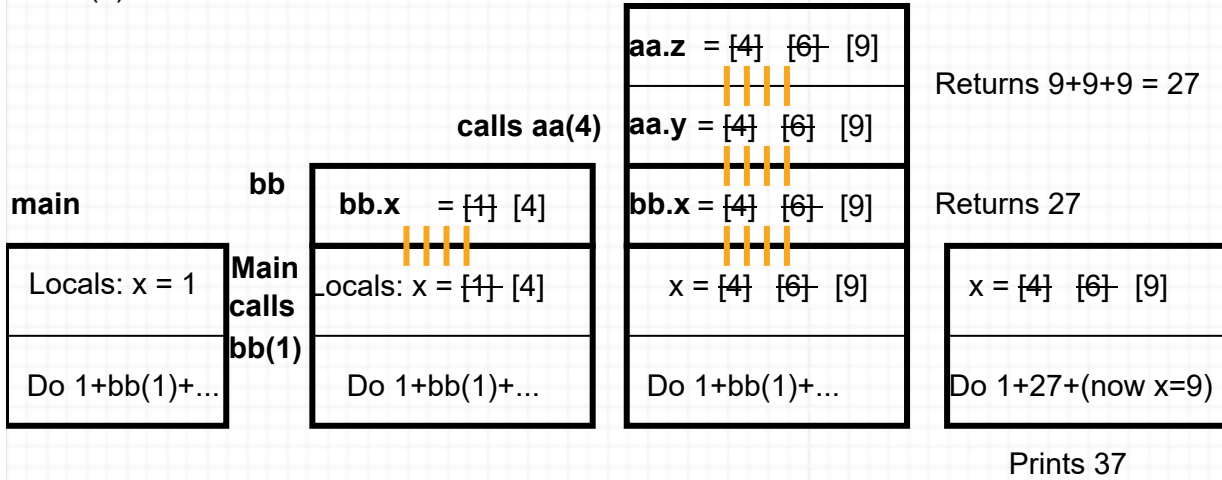 aa.z = [4] [6] [9]
Returns 9+9+9 = 27
calls aa(4)
aa.y = [4] [6] [9]
bb
main
bb.x = [1] [4]
bb.x = [4] [6] [9]
Returns 27
Locals: x = 1
Main
calls
bb(1)
Locals: x = [1] [4]
x = [4] [6] [9]
x = [4] [6] [9]
Do 1+bb(1)+...
Do 1+bb(1)+...
Do 1+bb(1)+...
Do 1+27+(now x=9)
Prints 37